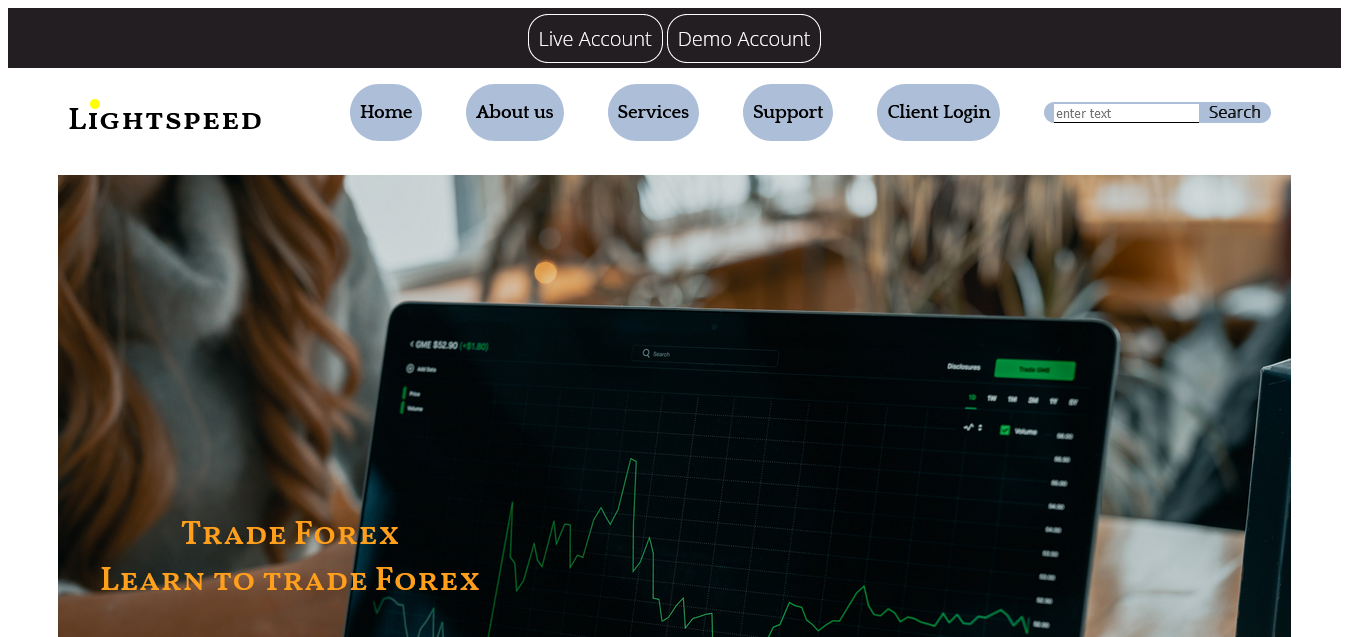 Live Account Demo Account
Lightspeed
Home About us Services Support Client Login
enter text Search
< GME $52.90 (+$1.80)
Search
Add Data
Disclosures
Trade GME
Price
Volume
1D 1W 1M 3M 1Y 5Y
Volume
Trade Forex
Learn to trade Forex